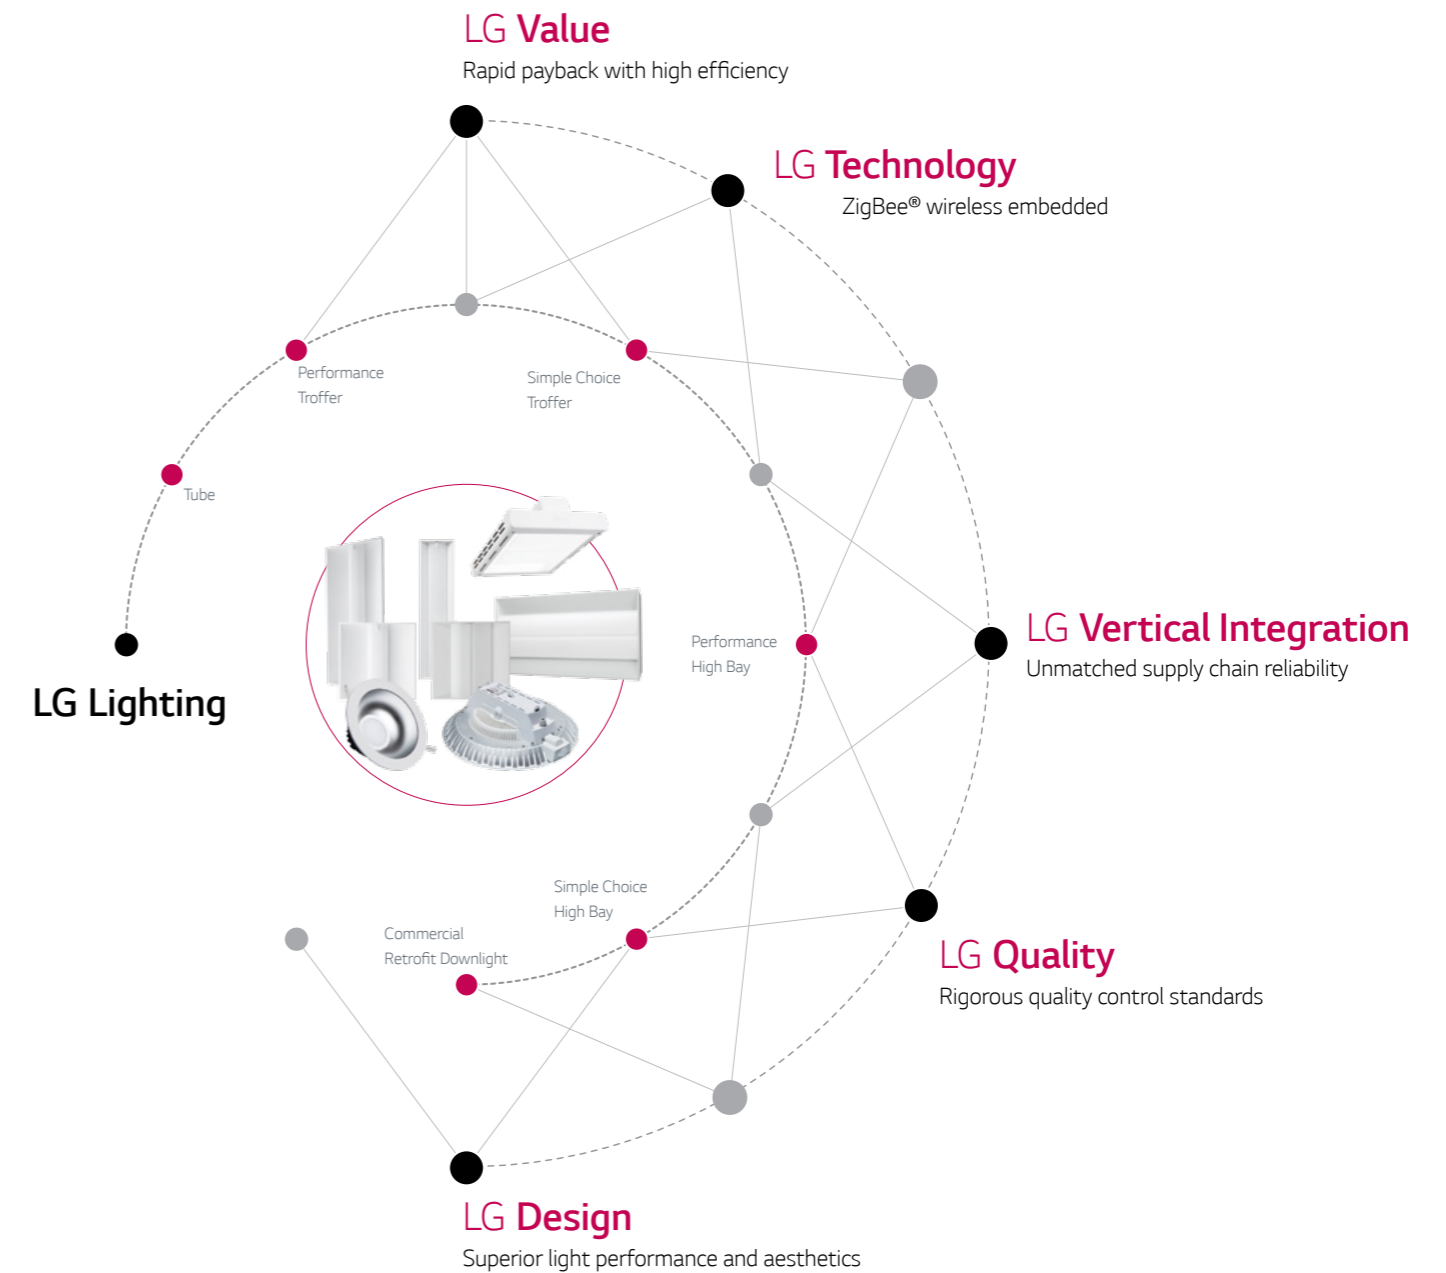 LG Value
Rapid payback with high efficiency
LG Technology
ZigBee® wireless embedded
Performance
Troffer
Simple Choice
Troffer
Tube
LG Lighting
Performance
High Bay
LG Vertical Integration
Unmatched supply chain reliability
Simple Choice
High Bay
Commercial
Retrofit Downlight
LG Quality
Rigorous quality control standards
LG Design
Superior light performance and aesthetics